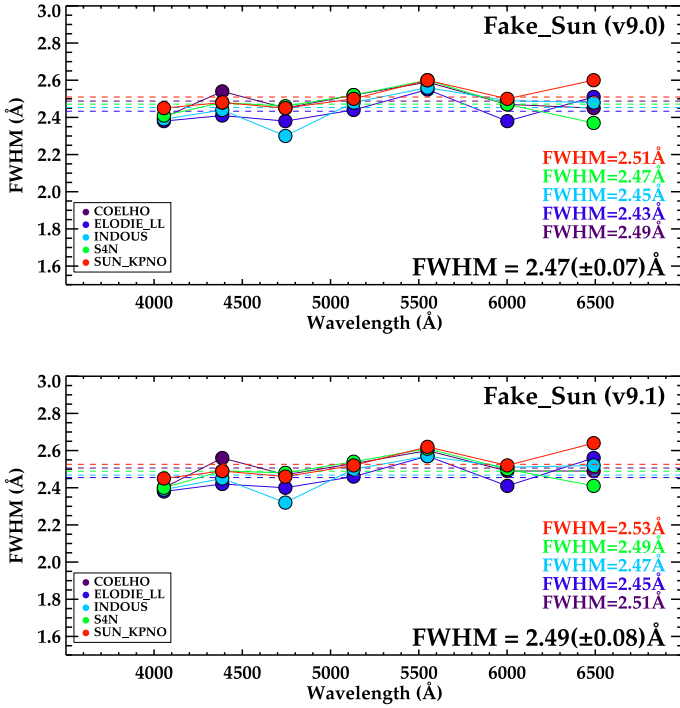 Fake_Sun (v9.0)
3.0
2.8
2.6
2.4
2.2
2.0
1.8
1.6
FWHM (Å)
FWHM=2.51Å
FWHM=2.47Å
FWHM=2.45Å
FWHM=2.43Å
FWHM=2.49Å
COELHO
ELODIE_LL
INDOUS
S4N
SUN_KPNO
FWHM = 2.47(±0.07)Å
4000 4500 5000 5500 6000 6500
Wavelength (Å)
Fake_Sun (v9.1)
3.0
2.8
2.6
2.4
2.2
2.0
1.8
1.6
FWHM (Å)
FWHM=2.53Å
FWHM=2.49Å
FWHM=2.47Å
FWHM=2.45Å
FWHM=2.51Å
COELHO
ELODIE_LL
INDOUS
S4N
SUN_KPNO
FWHM = 2.49(±0.08)Å
4000 4500 5000 5500 6000 6500
Wavelength (Å)